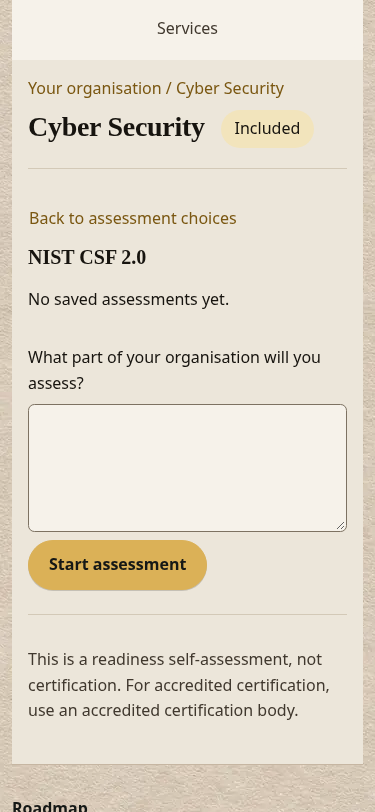 Services
Your organisation / Cyber Security
Cyber Security
Included
Back to assessment choices
NIST CSF 2.0
No saved assessments yet.
What part of your organisation will you
assess?
Start assessment
This is a readiness self-assessment, not
certification. For accredited certification,
use an accredited certification body.
Roadmap